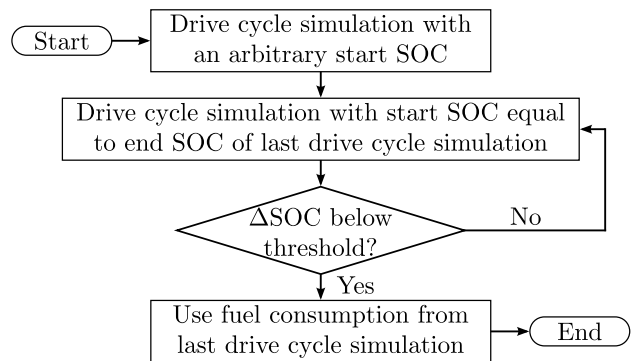 Start
Drive cycle simulation with
an arbitrary start SOC
Drive cycle simulation with start SOC equal
to end SOC of last drive cycle simulation
ΔSOC below
threshold?
No
Yes
Use fuel consumption from
last drive cycle simulation
End